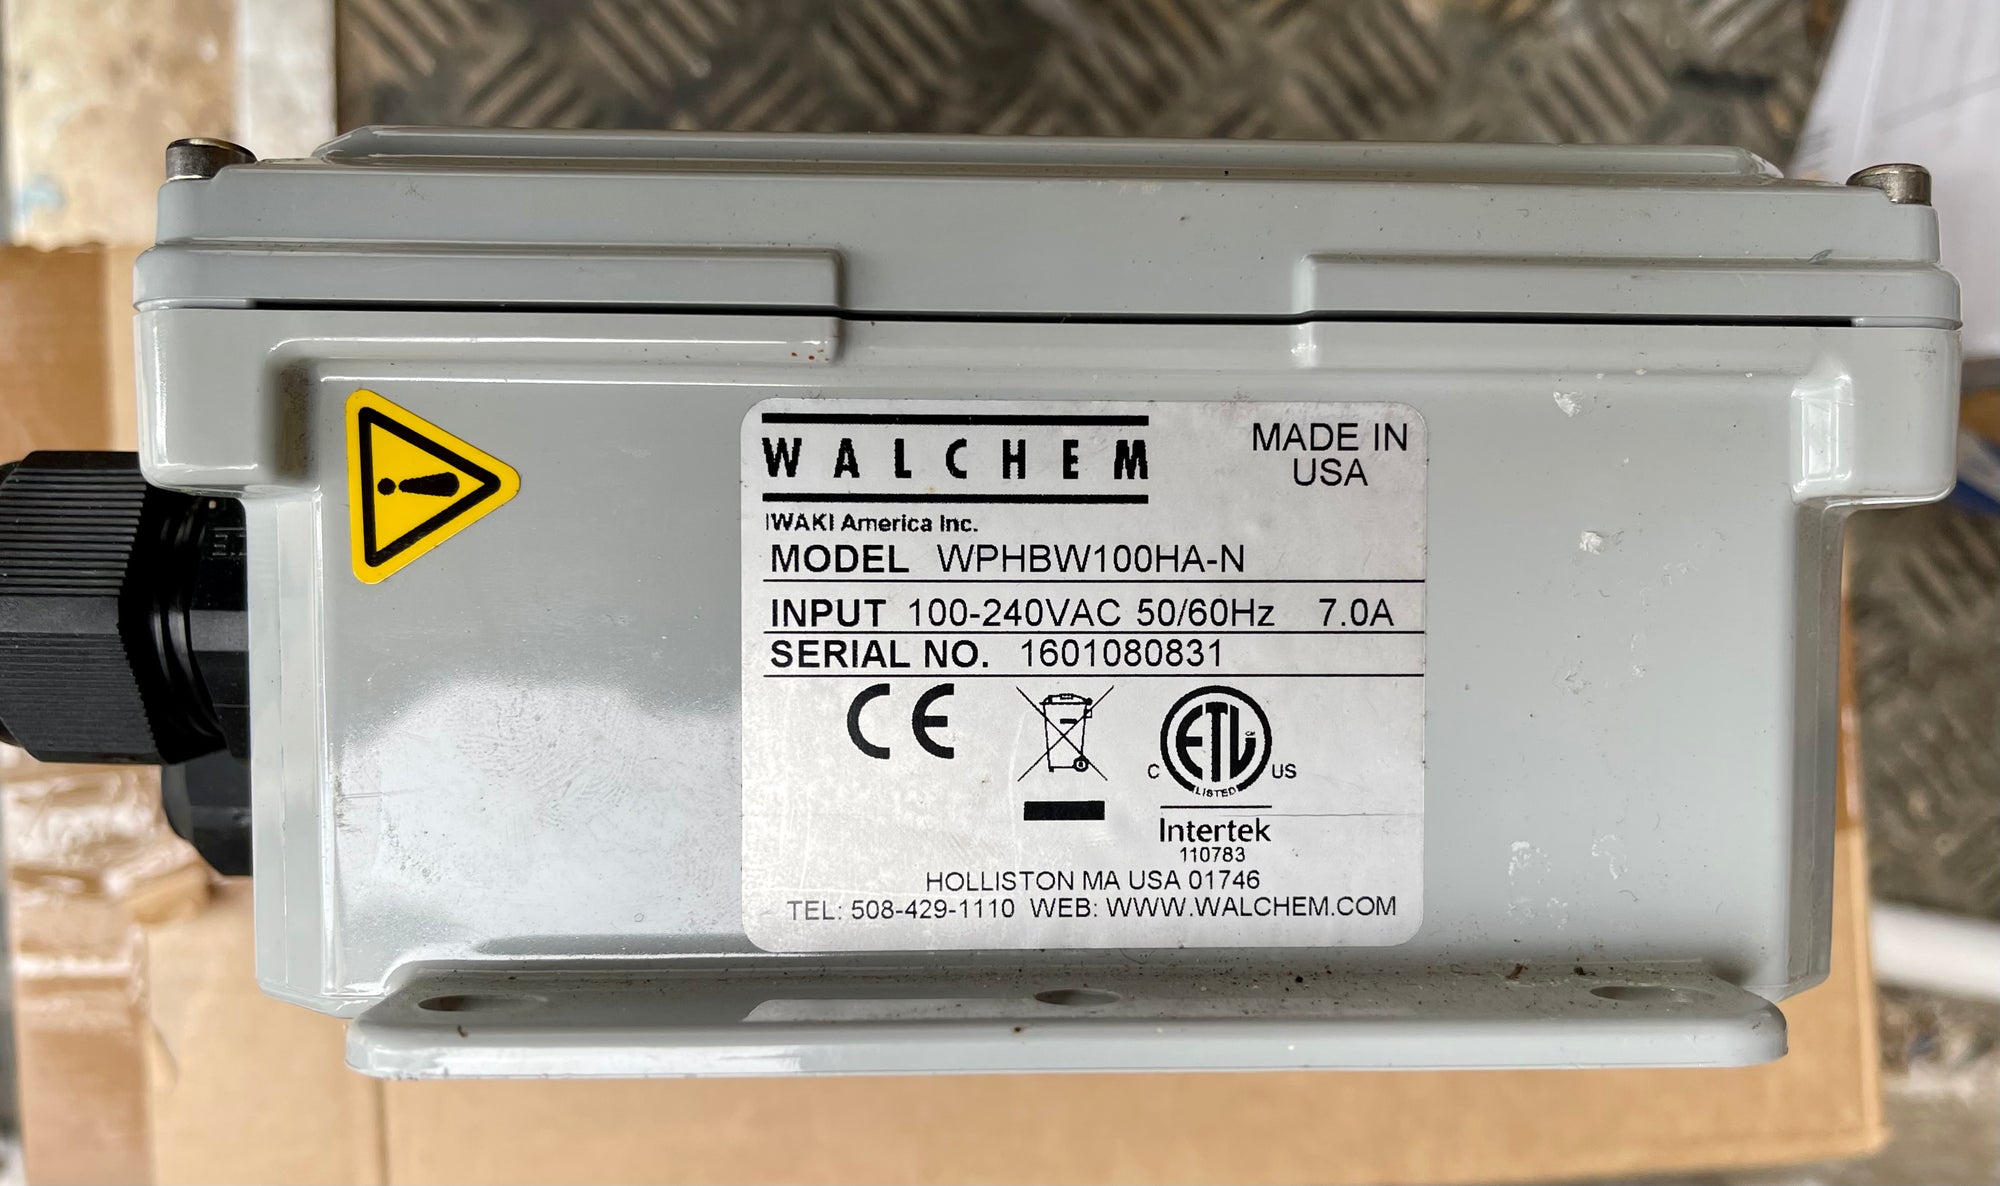 WALCHEM
MADE IN
USA
IWAKI America Inc.
MODEL WPHBW100HA-N
INPUT 100-240VAC 50/60Hz 7.0A
SERIAL NO. 1601080831
CE
ETL
C US
LISTED
Intertek
110783
HOLLISTON MA USA 01746
TEL: 508-429-1110 WEB: WWW.WALCHEM.COM